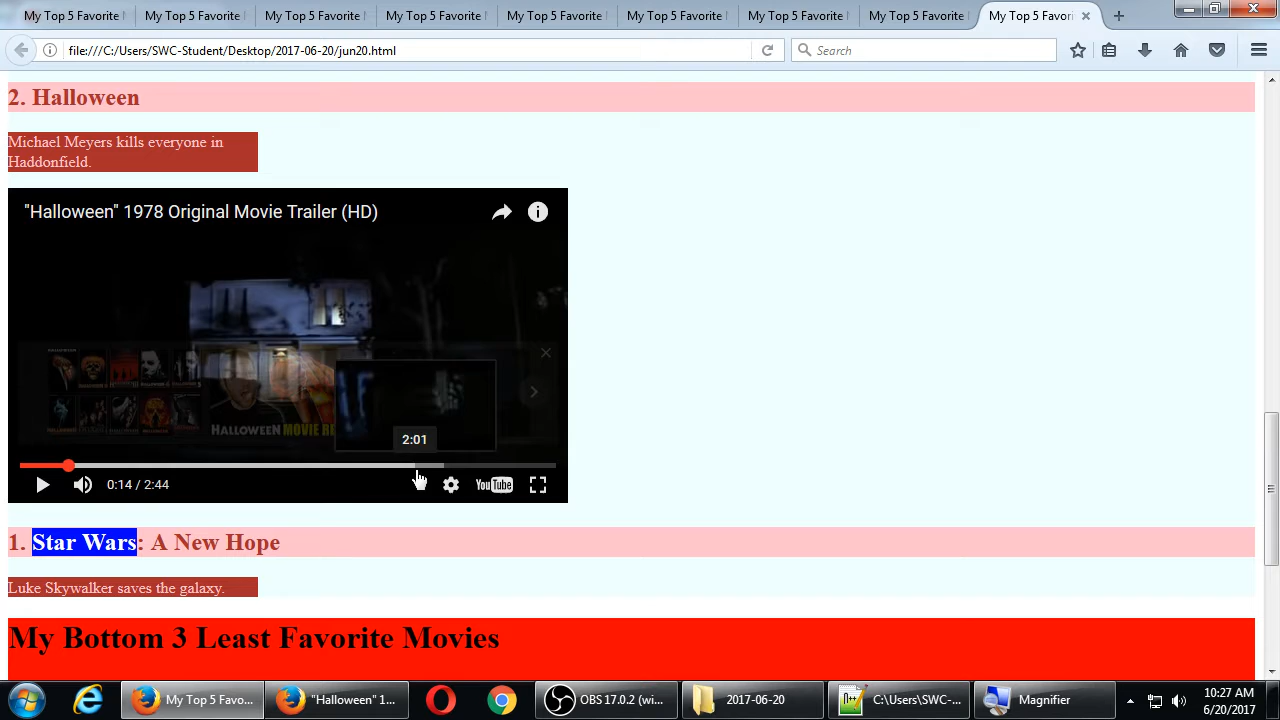 My Top 5 Favorite
My Top 5 Favorite
My Top 5 Favorite
My Top 5 Favorite
My Top 5 Favorite
My Top 5 Favorite
My Top 5 Favorite
My Top 5 Favorite
My Top 5 Favori
file:///C:/Users/SWC-Student/Desktop/2017-06-20/jun20.html
Search
2. Halloween
Michael Meyers kills everyone in
Haddonfield.
"Halloween" 1978 Original Movie Trailer (HD)
HALLOWEEN MOVIE RE
2:01
0:14 / 2:44
YouTube
1. Star Wars: A New Hope
Luke Skywalker saves the galaxy.
My Bottom 3 Least Favorite Movies
My Top 5 Favo...
"Halloween" 1...
OBS 17.0.2 (wi...
2017-06-20
C:\Users\SWC-...
Magnifier
10:27 AM
6/20/2017